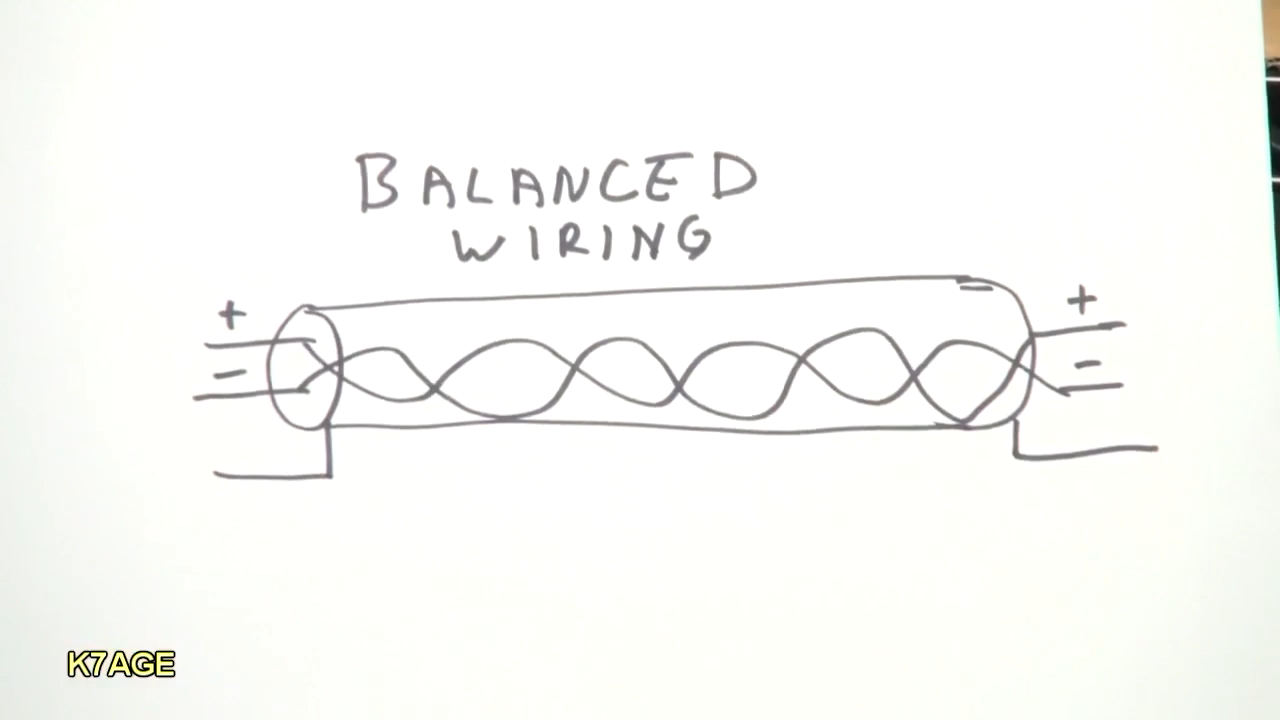 BALANCED
WIRING
+ +
- -
K7AGE